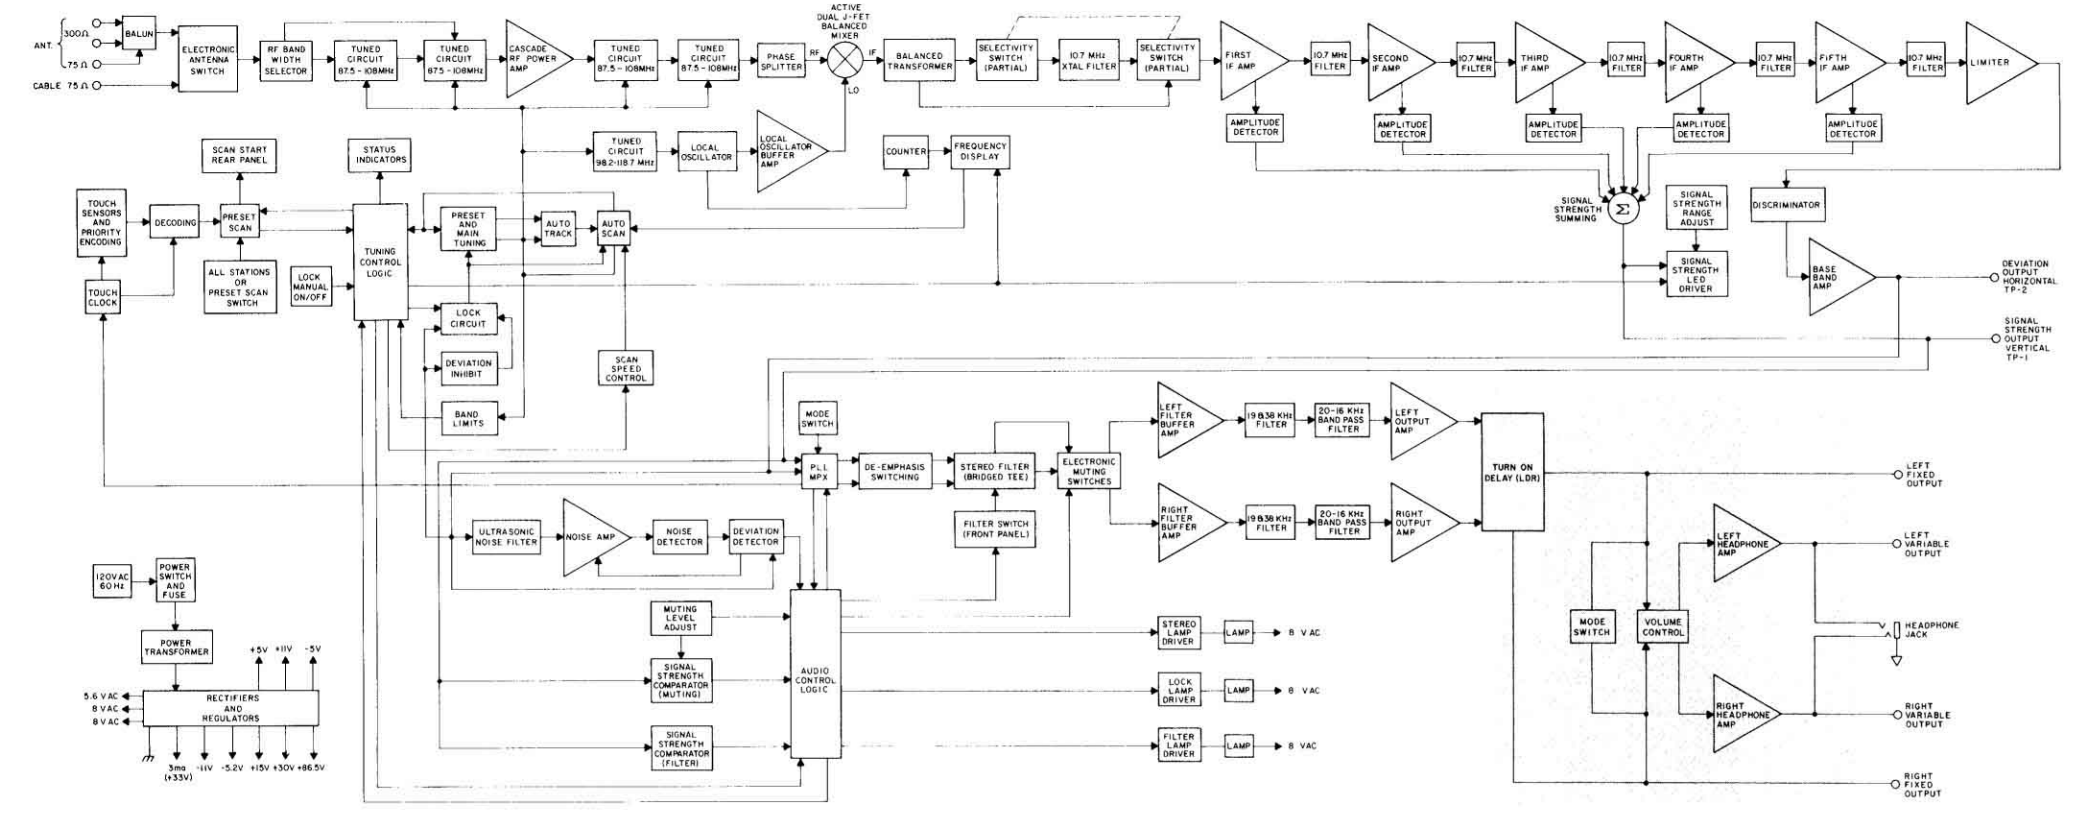 ANT.
300Ω
75Ω
CABLE 75Ω
BALUN
ELECTRONIC
ANTENNA
SWITCH
RF BAND
WIDTH
SELECTOR
TUNED
CIRCUIT
87.5-108MHz
TUNED
CIRCUIT
87.5-108MHz
CASCADE
RF POWER
AMP
TUNED
CIRCUIT
87.5-108MHz
TUNED
CIRCUIT
87.5-108MHz
PHASE
SPLITTER
ACTIVE
DUAL J-FET
BALANCED
MIXER
RF
IF
LO
BALANCED
TRANSFORMER
SELECTIVITY
SWITCH
(PARTIAL)
10.7 MHz
XTAL FILTER
SELECTIVITY
SWITCH
(PARTIAL)
FIRST
IF AMP
10.7 MHz
FILTER
SECOND
IF AMP
10.7 MHz
FILTER
THIRD
IF AMP
10.7 MHz
FILTER
FOURTH
IF AMP
10.7 MHz
FILTER
FIFTH
IF AMP
10.7 MHz
FILTER
LIMITER
AMPLITUDE
DETECTOR
AMPLITUDE
DETECTOR
AMPLITUDE
DETECTOR
AMPLITUDE
DETECTOR
AMPLITUDE
DETECTOR
SCAN START
REAR PANEL
STATUS
INDICATORS
TUNED
CIRCUIT
98.2-118.7 MHz
LOCAL
OSCILLATOR
LOCAL
OSCILLATOR
BUFFER
AMP
COUNTER
FREQUENCY
DISPLAY
TOUCH
SENSORS
AND
PRIORITY
ENCODING
DECODING
PRESET
SCAN
TUNING
CONTROL
LOGIC
PRESET
AND
MAIN
TUNING
AUTO
TRACK
AUTO
SCAN
SIGNAL
STRENGTH
SUMMING
Σ
SIGNAL
STRENGTH
RANGE
ADJUST
DISCRIMINATOR
TOUCH
CLOCK
ALL STATIONS
OR
PRESET SCAN
SWITCH
LOCK
MANUAL
ON/OFF
SIGNAL
STRENGTH
LED
DRIVER
BASE
BAND
AMP
DEVIATION
OUTPUT
HORIZONTAL
TP-2
LOCK
CIRCUIT
SIGNAL
STRENGTH
OUTPUT
VERTICAL
TP-1
DEVIATION
INHIBIT
SCAN
SPEED
CONTROL
BAND
LIMITS
MODE
SWITCH
PLL
MPX
DE-EMPHASIS
SWITCHING
STEREO FILTER
(BRIDGED TEE)
ELECTRONIC
MUTING
SWITCHES
LEFT
FILTER
BUFFER
AMP
19&38 KHz
FILTER
20-16 KHz
BAND PASS
FILTER
LEFT
OUTPUT
AMP
TURN ON
DELAY (LDR)
LEFT
FIXED
OUTPUT
RIGHT
FILTER
BUFFER
AMP
19&38 KHz
FILTER
20-16 KHz
BAND PASS
FILTER
RIGHT
OUTPUT
AMP
FILTER SWITCH
(FRONT PANEL)
ULTRASONIC
NOISE FILTER
NOISE AMP
NOISE
DETECTOR
DEVIATION
DETECTOR
LEFT
HEADPHONE
AMP
LEFT
VARIABLE
OUTPUT
120VAC
60Hz
POWER
SWITCH
AND
FUSE
MUTING
LEVEL
ADJUST
STEREO
LAMP
DRIVER
LAMP
8 VAC
MODE
SWITCH
VOLUME
CONTROL
HEADPHONE
JACK
POWER
TRANSFORMER
+5V
+11V
-5V
SIGNAL
STRENGTH
COMPARATOR
(MUTING)
AUDIO
CONTROL
LOGIC
LOCK
LAMP
DRIVER
LAMP
8 VAC
5.6 VAC
8 VAC
8 VAC
RECTIFIERS
AND
REGULATORS
RIGHT
HEADPHONE
AMP
RIGHT
VARIABLE
OUTPUT
SIGNAL
STRENGTH
COMPARATOR
(FILTER)
FILTER
LAMP
DRIVER
LAMP
8 VAC
3ma
(+33V)
-11V
-5.2V
+15V
+30V
+86.5V
RIGHT
FIXED
OUTPUT